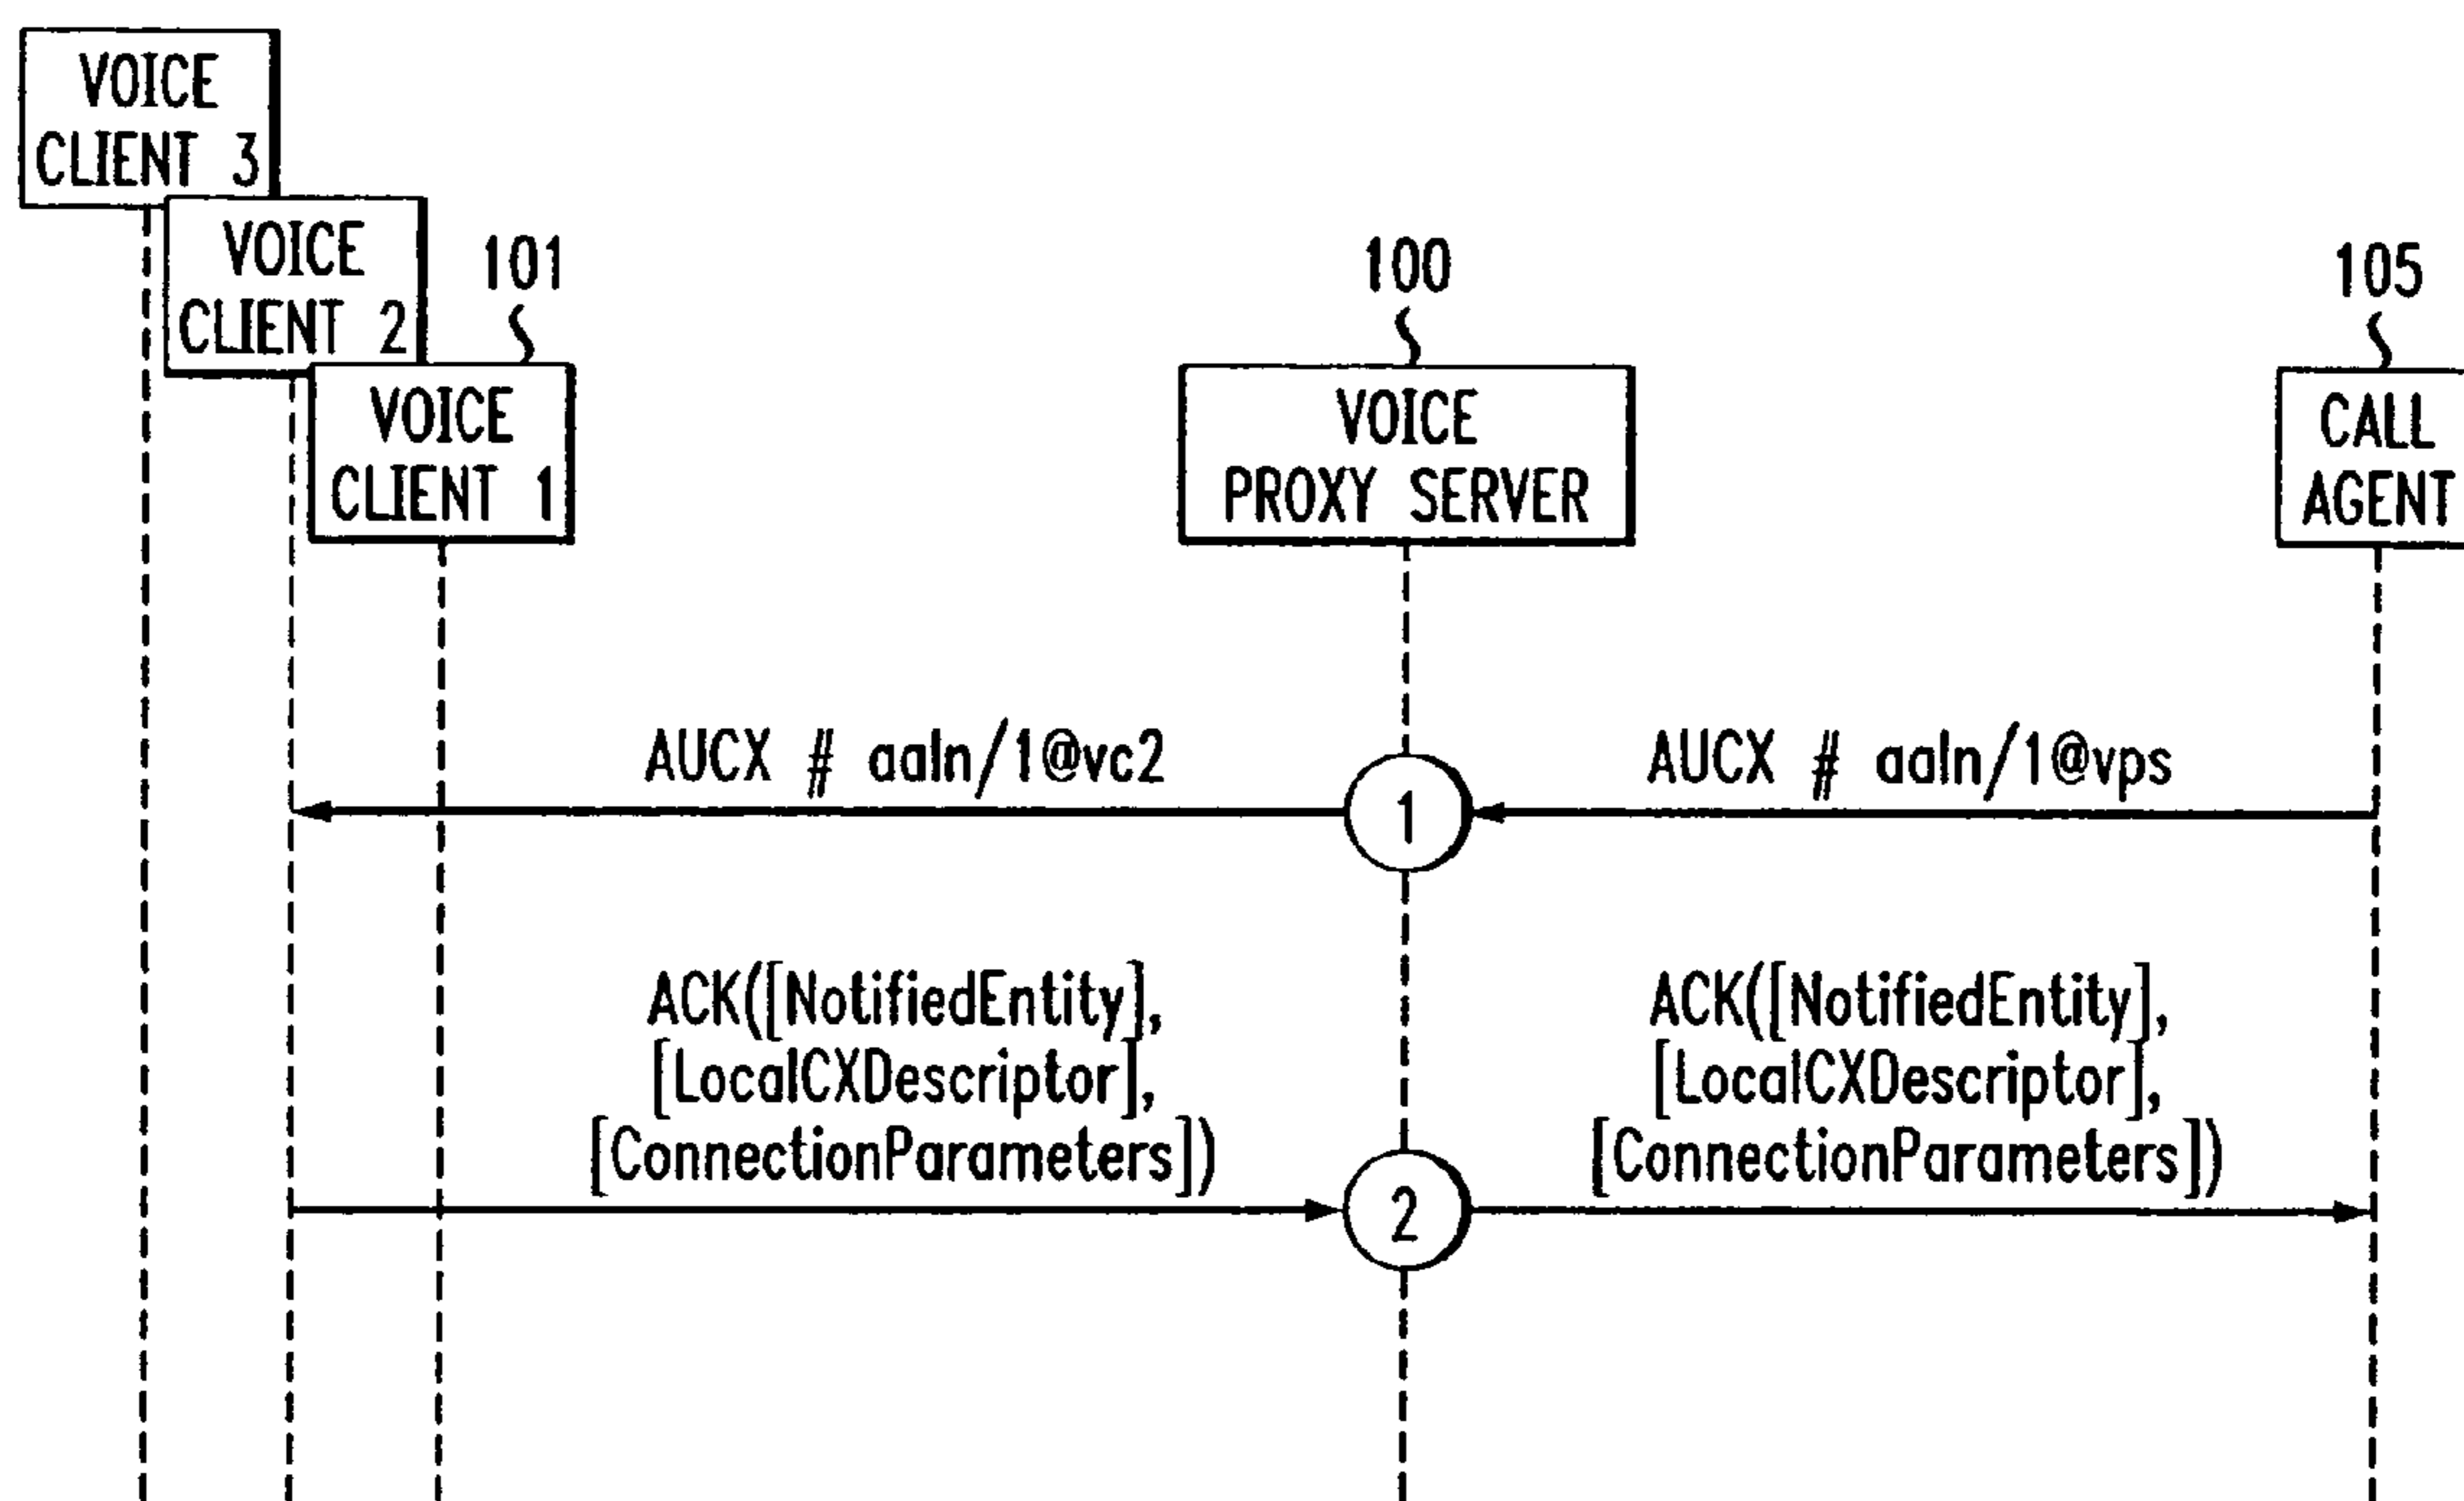 VOICE
CLIENT 3
VOICE
CLIENT 2
101
VOICE
CLIENT 1
100
VOICE
PROXY SERVER
105
CALL
AGENT
AUCX # aaln/1@vc2
1
AUCX # aaln/1@vps
ACK([NotifiedEntity],
[LocalCXDescriptor],
[ConnectionParameters])
ACK([NotifiedEntity],
[LocalCXDescriptor],
[ConnectionParameters])
2